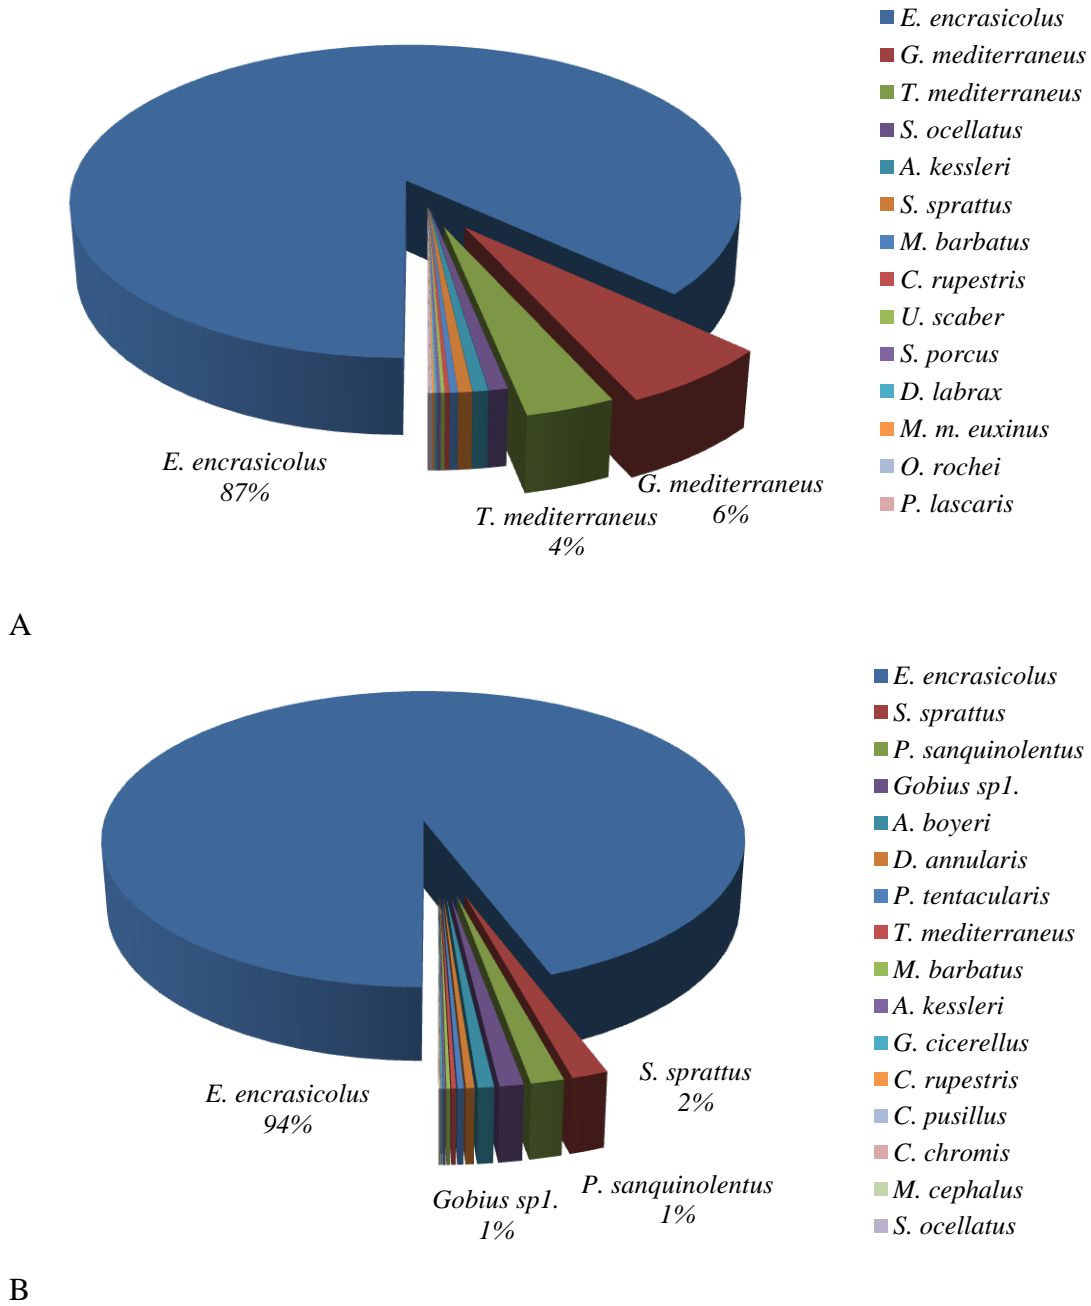 E. encrasicolus
G. mediterraneus
T. mediterraneus
S. ocellatus
A. kessleri
S. sprattus
M. barbatus
C. rupestris
U. scaber
S. porcus
D. labrax
M. m. euxinus
O. rochei
P. lascaris
E. encrasicolus
87%
T. mediterraneus
4%
G. mediterraneus
6%
A
E. encrasicolus
S. sprattus
P. sanquinolentus
Gobius sp1.
A. boyeri
D. annularis
P. tentacularis
T. mediterraneus
M. barbatus
A. kessleri
G. cicerellus
C. rupestris
C. pusillus
C. chromis
M. cephalus
S. ocellatus
E. encrasicolus
94%
Gobius sp1.
1%
P. sanquinolentus
1%
S. sprattus
2%
B